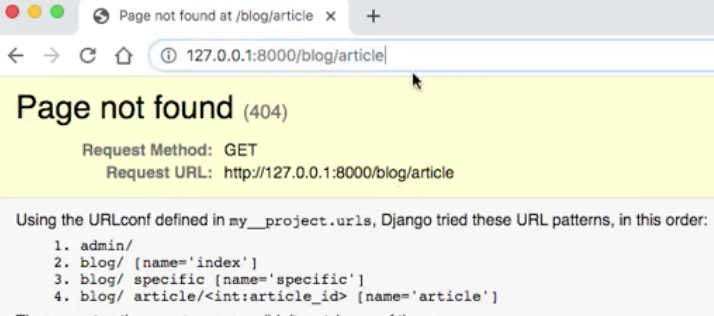 Page not found at /blog/article
127.0.0.1:8000/blog/article
Page not found (404)
Request Method: GET
Request URL: http://127.0.0.1:8000/blog/article
Using the URLconf defined in my__project.urls, Django tried these URL patterns, in this order:
1. admin/
2. blog/ [name='index']
3. blog/ specific [name='specific']
4. blog/ article/<int:article_id> [name='article']